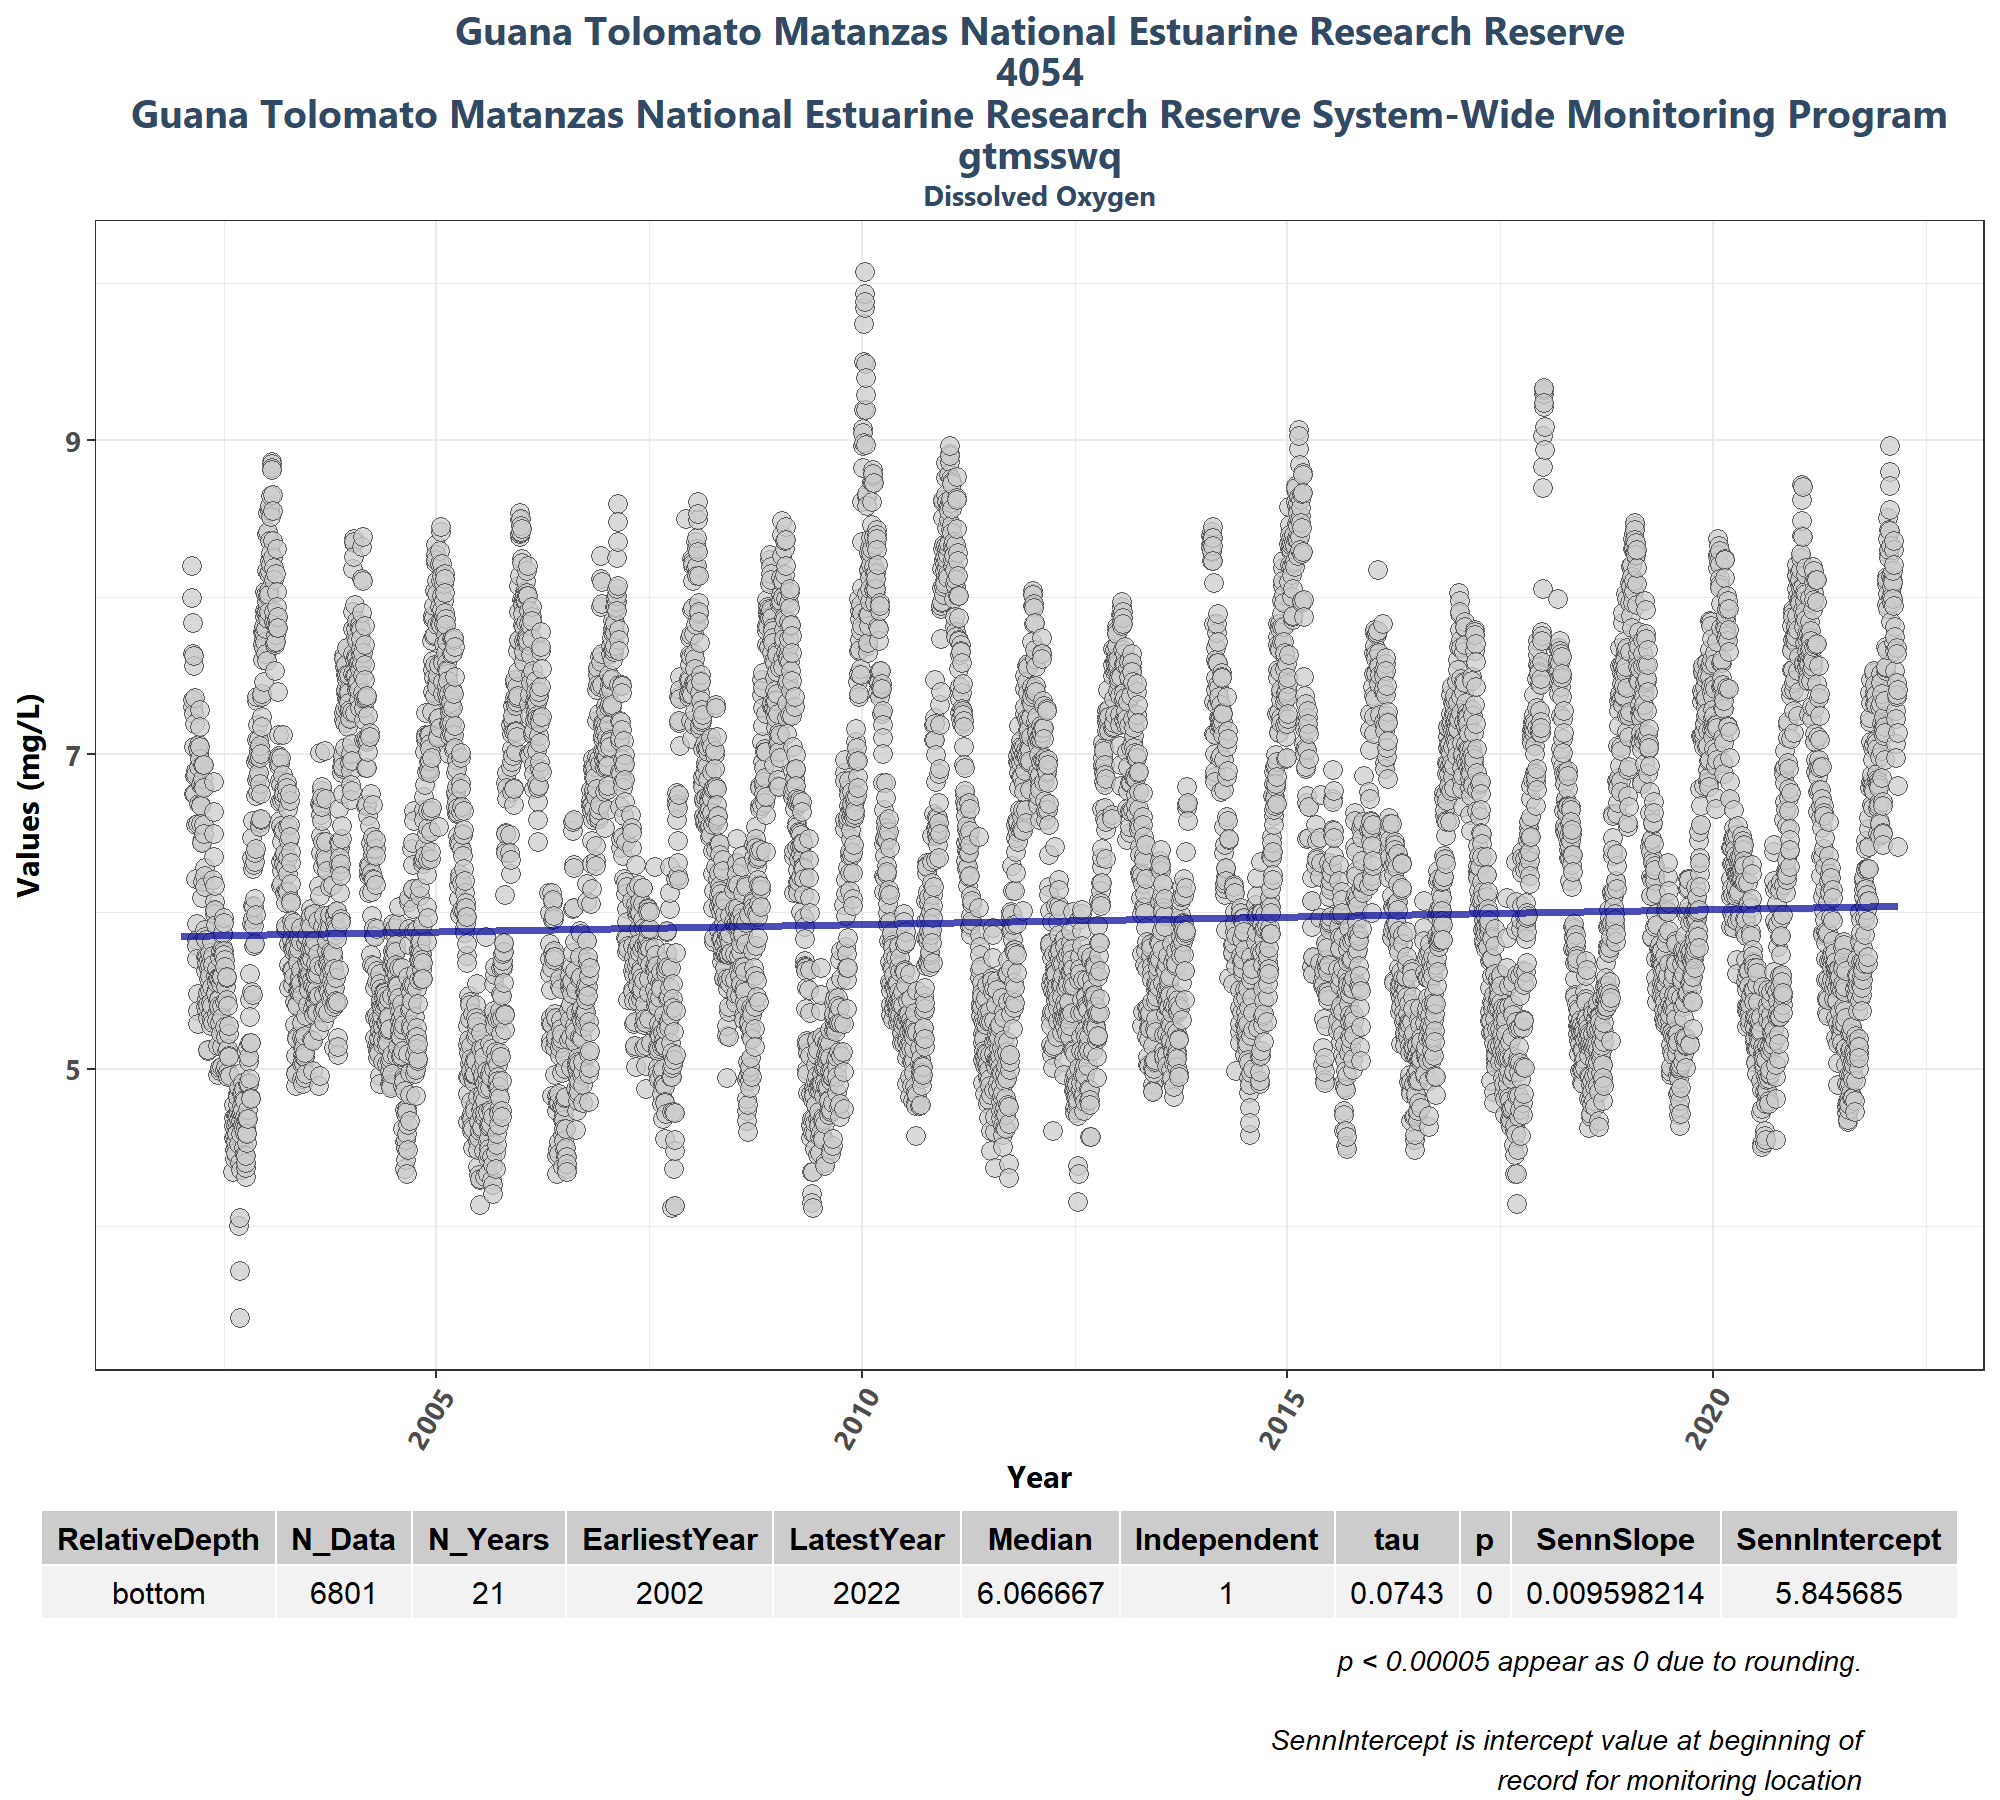 Guana Tolomato Matanzas National Estuarine Research Reserve
4054
Guana Tolomato Matanzas National Estuarine Research Reserve System-Wide Monitoring Program
gtmsswq
Dissolved Oxygen
Values (mg/L)
9
7
5
2005 2010 2015 2020
Year
RelativeDepth N_Data N_Years EarliestYear LatestYear Median Independent tau p SennSlope SennIntercept
bottom 6801 21 2002 2022 6.066667 1 0.0743 0 0.009598214 5.845685
p < 0.00005 appear as 0 due to rounding.
SennIntercept is intercept value at beginning of
record for monitoring location